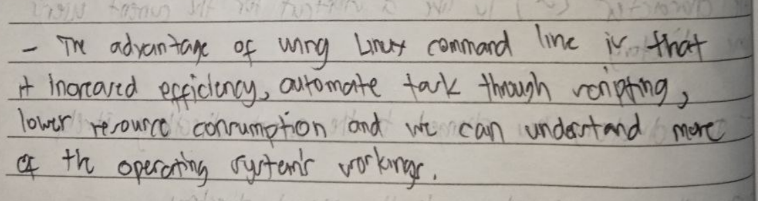 - The advantage of using Linux command line is that
it increased efficiency, automate task through scripting,
lower resource consumption and we can understand more
of the operating system's workings.